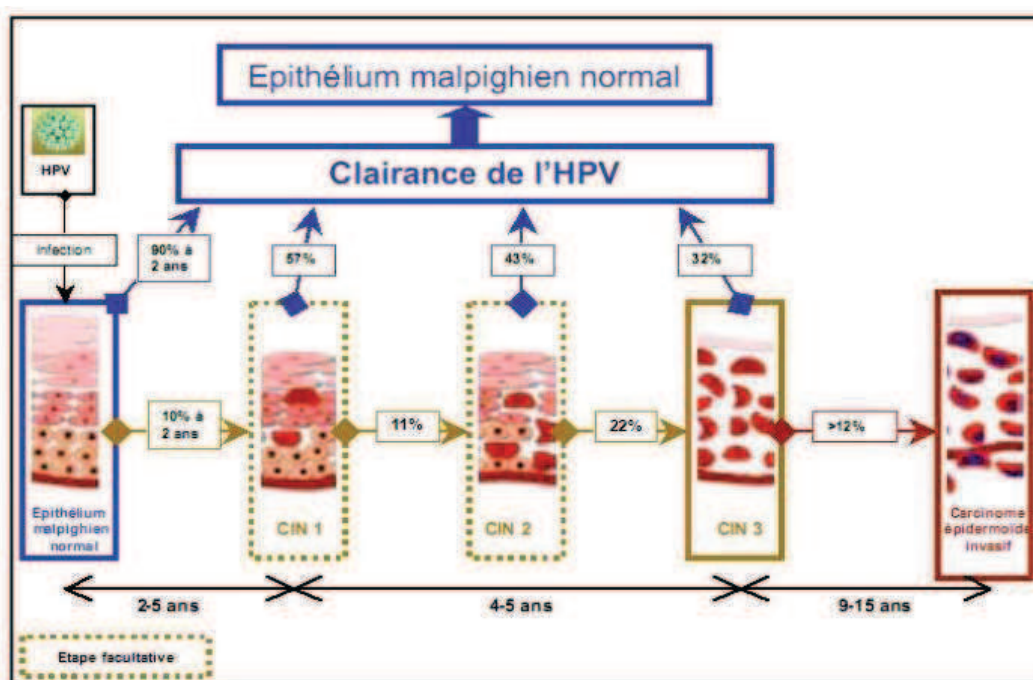 Epithélium malpighien normal
Clairance de l'HPV
HPV
Infection
90% à
2 ans
57%
43%
32%
10% à
2 ans
11%
22%
>12%
Epithélium
malpighien
normal
CIN 1
CIN 2
CIN 3
Carcinome
épidermoïde
invasif
2-5 ans
4-5 ans
9-15 ans
Etape facultative